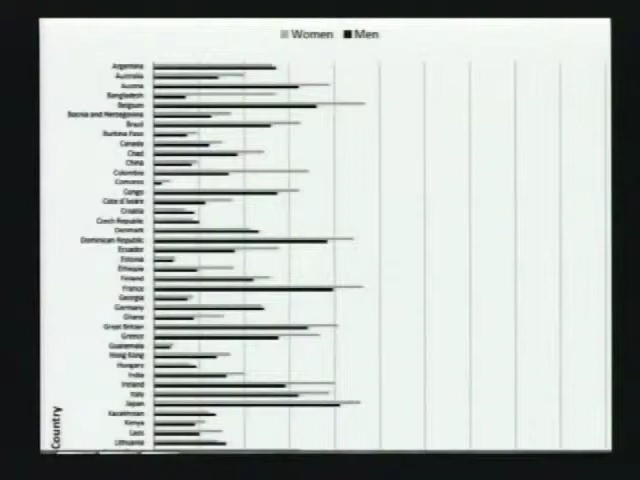 Women Men
Argentina
Australia
Austria
Bangladesh
Belgium
Bosnia and Herzegovina
Brazil
Burkina Faso
Canada
Chad
China
Colombia
Comoros
Congo
Cote d'Ivoire
Croatia
Czech Republic
Denmark
Dominican Republic
Ecuador
Estonia
Ethiopia
Finland
France
Georgia
Germany
Ghana
Great Britain
Greece
Guatemala
Hong Kong
Hungary
India
Ireland
Italy
Japan
Kazakhstan
Kenya
Laos
Lithuania
Country